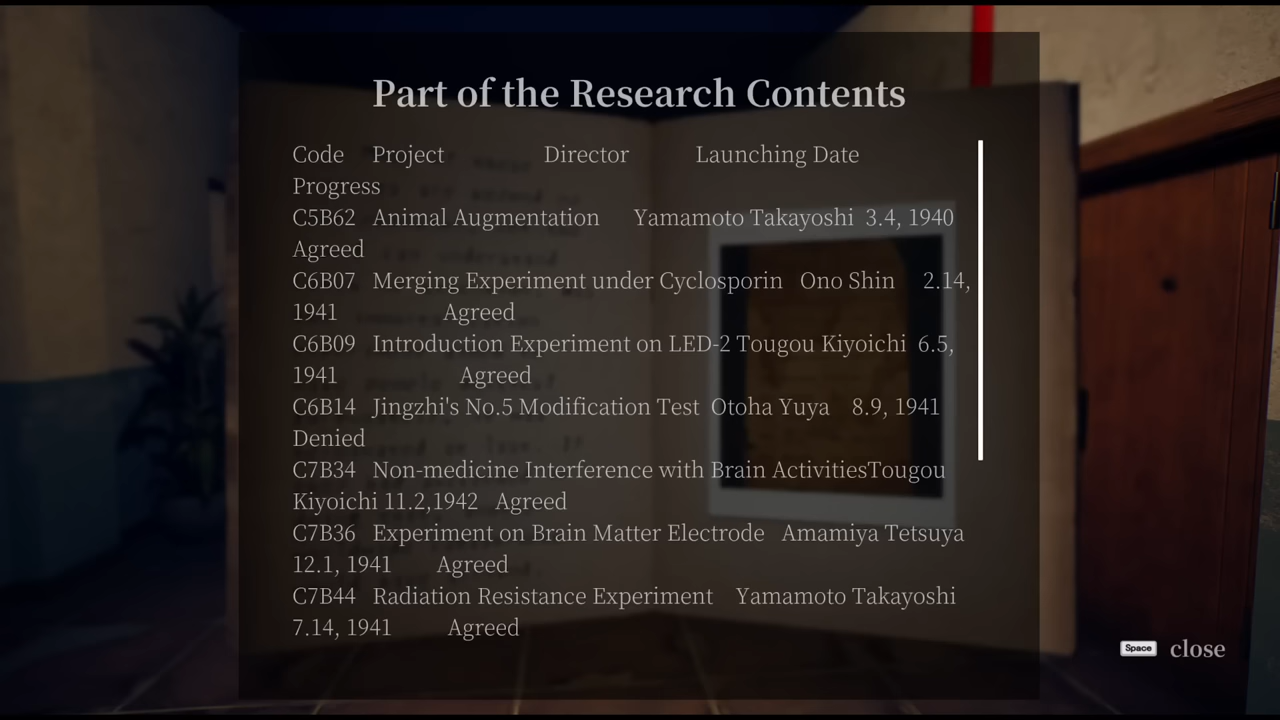 Part of the Research Contents
Code Project Director Launching Date
Progress
C5B62 Animal Augmentation Yamamoto Takayoshi 3.4, 1940
Agreed
C6B07 Merging Experiment under Cyclosporin Ono Shin 2.14,
1941 Agreed
C6B09 Introduction Experiment on LED-2 Tougou Kiyoichi 6.5,
1941 Agreed
C6B14 Jingzhi's No.5 Modification Test Otoha Yuya 8.9, 1941
Denied
C7B34 Non-medicine Interference with Brain ActivitiesTougou
Kiyoichi 11.2,1942 Agreed
C7B36 Experiment on Brain Matter Electrode Amamiya Tetsuya
12.1, 1941 Agreed
C7B44 Radiation Resistance Experiment Yamamoto Takayoshi
7.14, 1941 Agreed
Space close